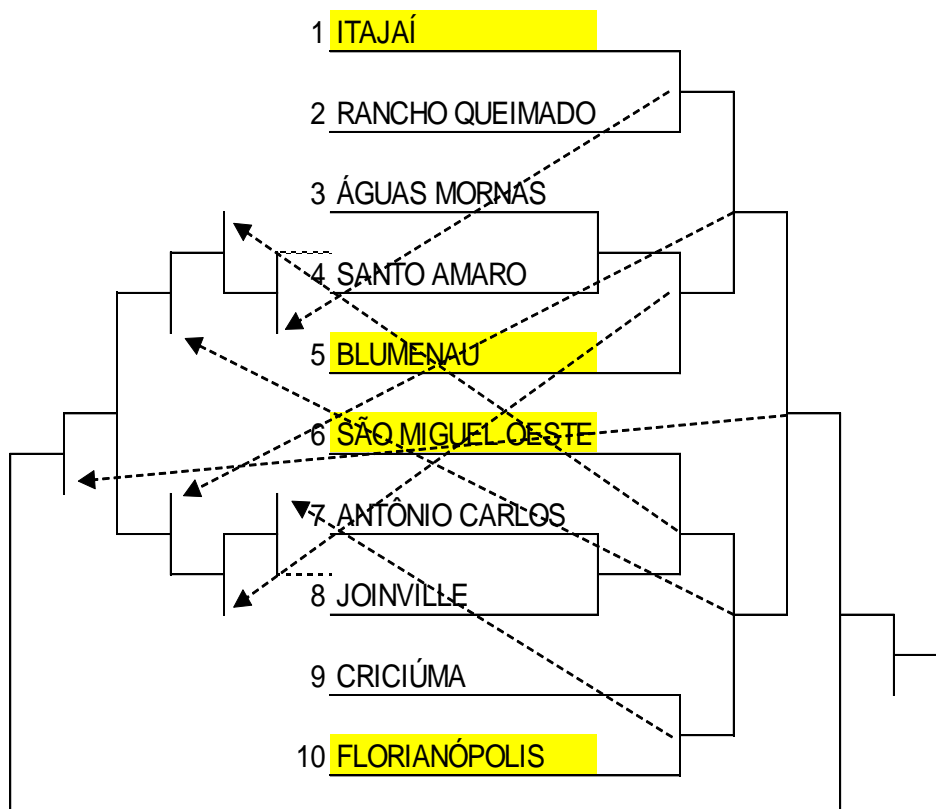 1 ITAJAÍ
2 RANCHO QUEIMADO
3 ÁGUAS MORNAS
4 SANTO AMARO
5 BLUMENAU
6 SÃO MIGUEL OESTE
7 ANTÔNIO CARLOS
8 JOINVILLE
9 CRICIÚMA
10 FLORIANÓPOLIS